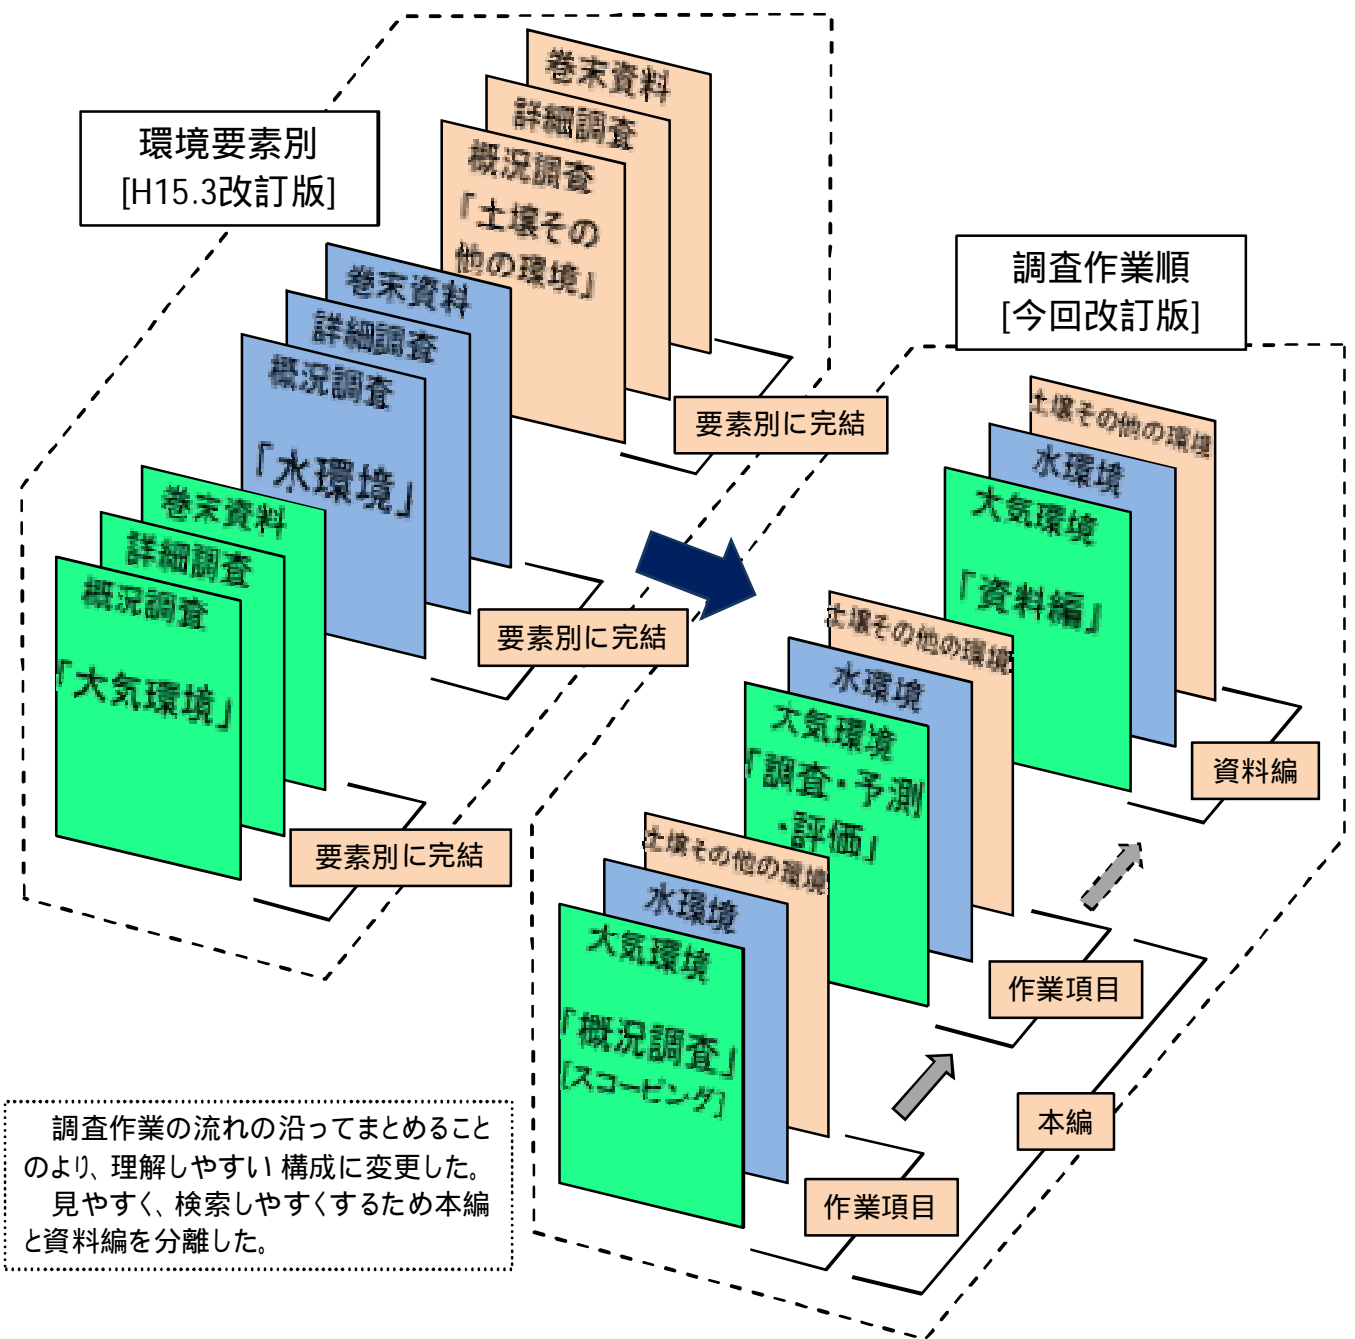 環境要素別
[H15.3改訂版]
巻末資料
詳細調査
概況調査
「土壌その
他の環境」
要素別に完結
巻末資料
詳細調査
概況調査
「水環境」
要素別に完結
巻末資料
詳細調査
概況調査
「大気環境」
要素別に完結
調査作業順
[今回改訂版]
土壌その他の環境
水環境
大気環境
「資料編」
資料編
土壌その他の環境
水環境
大気環境
「調査・予測
・評価」
作業項目
土壌その他の環境
水環境
大気環境
「概況調査」
[スコーピング]
作業項目
本編
調査作業の流れの沿ってまとめること
のより、理解しやすい 構成に変更した。
見やすく、検索しやすくするため本編
と資料編を分離した。